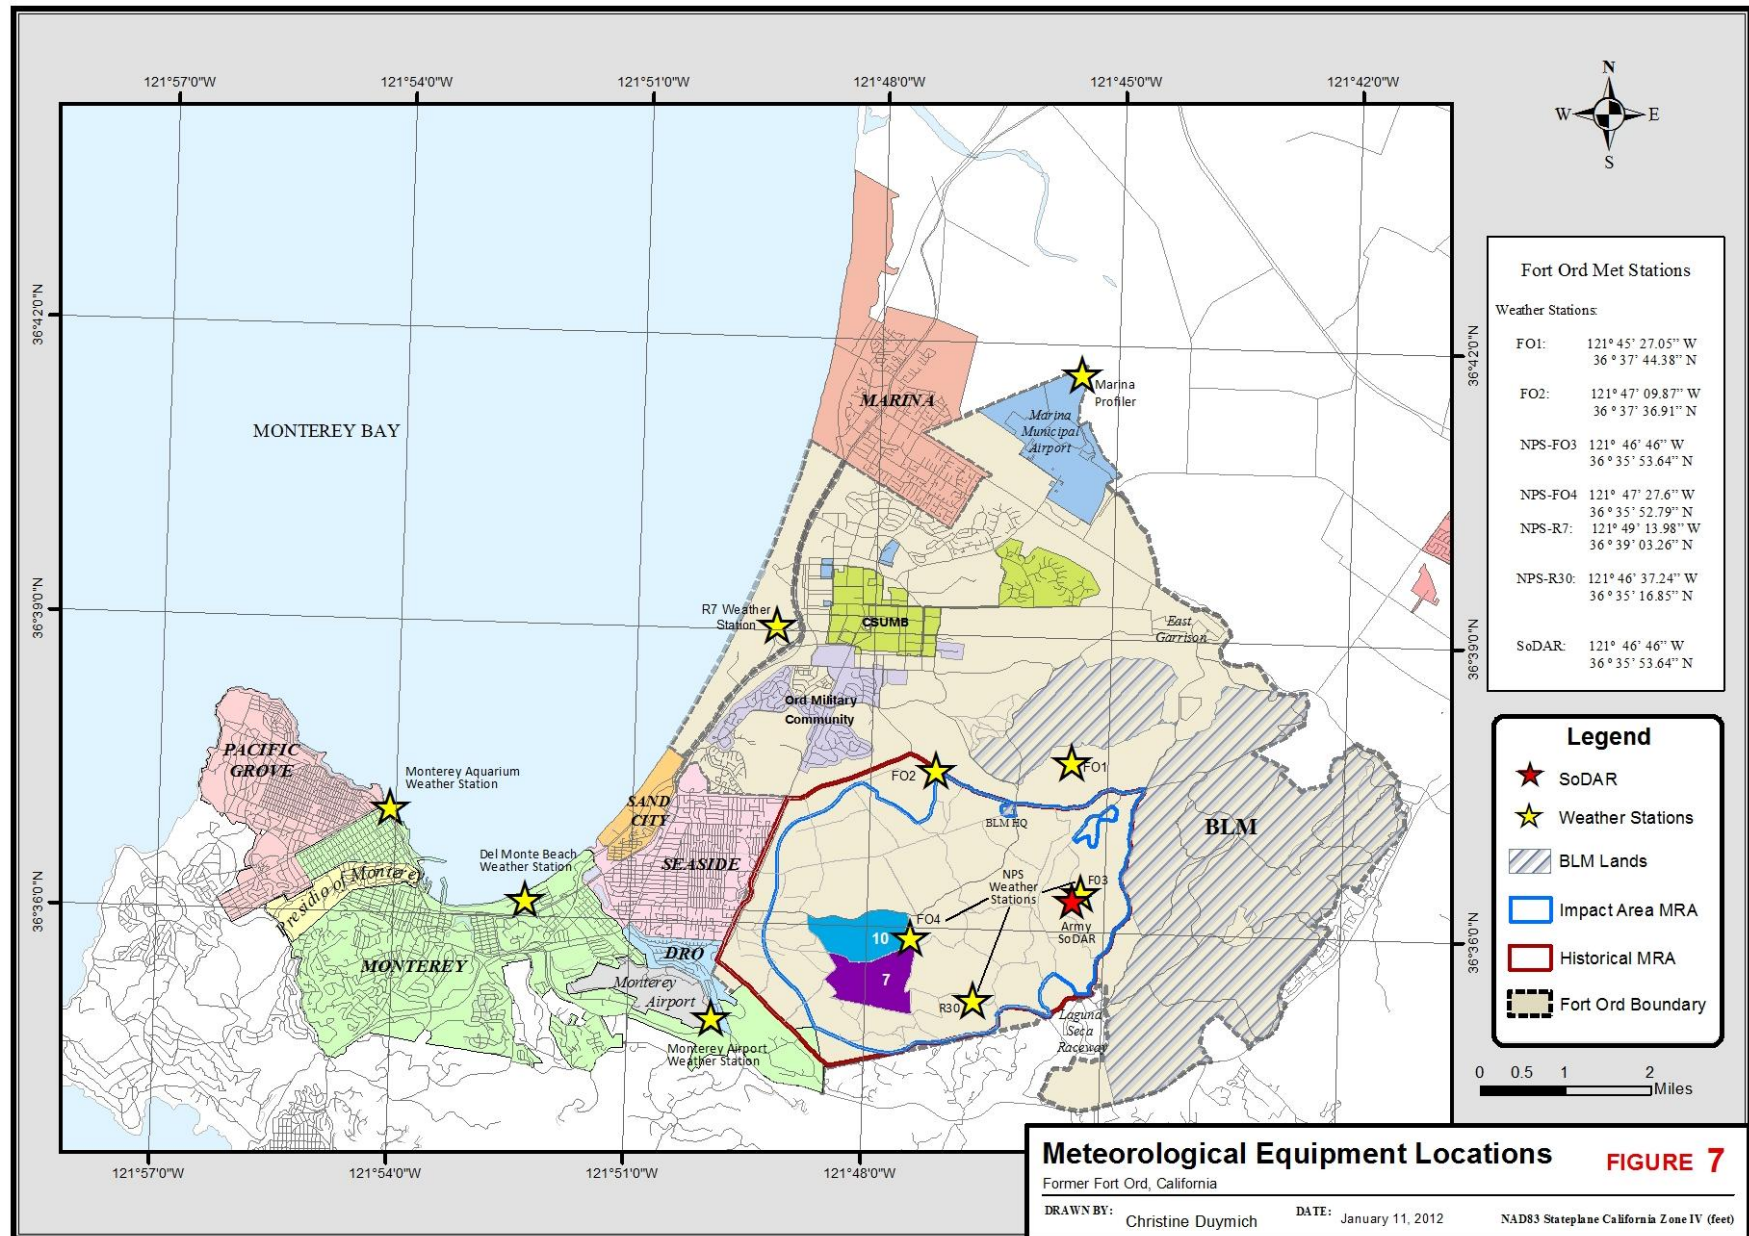 121°57'0"W
121°54'0"W
121°51'0"W
121°48'0"W
121°45'0"W
121°42'0"W
N
W
E
S
36°42'0"N
36°39'0"N
36°36'0"N
36°42'0"N
36°39'0"N
36°36'0"N
MONTEREY BAY
MARINA
Marina
Profiler
Marina
Municipal
Airport
R7 Weather
Station
CSUMB
East
Garrison
Ord Military
Community
PACIFIC
GROVE
Monterey Aquarium
Weather Station
SAND
CITY
FO2
FO1
BLM HQ
BLM
Del Monte Beach
Weather Station
SEASIDE
Presidio of Monterey
NPS
Weather
Stations
F03
FO4
Army
SoDAR
10
7
MONTEREY
DRO
Monterey
Airport
R30
Laguna
Seca
Raceway
Monterey Airport
Weather Station
121°57'0"W
121°54'0"W
121°51'0"W
121°48'0"W
Fort Ord Met Stations
Weather Stations:
FO1: 121° 45' 27.05" W
36 ° 37' 44.38" N
FO2: 121° 47' 09.87" W
36 ° 37' 36.91" N
NPS-FO3 121° 46' 46" W
36 ° 35' 53.64" N
NPS-FO4 121° 47' 27.6" W
36 ° 35' 52.79" N
NPS-R7: 121° 49' 13.98" W
36 ° 39' 03.26" N
NPS-R30: 121° 46' 37.24" W
36 ° 35' 16.85" N
SoDAR: 121° 46' 46" W
36 ° 35' 53.64" N
Legend
SoDAR
Weather Stations
BLM Lands
Impact Area MRA
Historical MRA
Fort Ord Boundary
0 0.5 1 2
Miles
Meteorological Equipment Locations FIGURE 7
Former Fort Ord, California
DRAWN BY: Christine Duymich DATE: January 11, 2012 NAD83 Stateplane California Zone IV (feet)